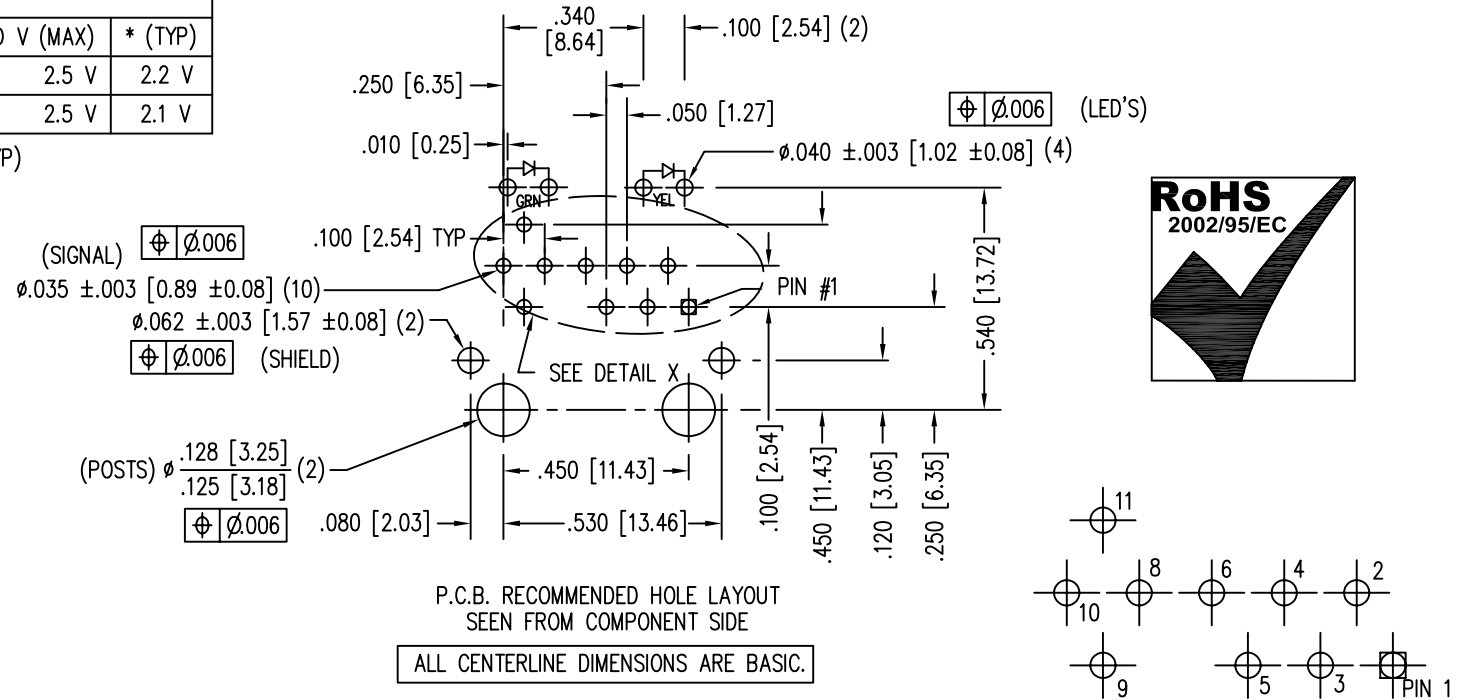 0 V (MAX) * (TYP)
2.5 V 2.2 V
2.5 V 2.1 V
.340
[8.64]
.100 [2.54] (2)
.250 [6.35]
.050 [1.27]
⌖ Ø.006 (LED'S)
.010 [0.25]
Ø.040 ±.003 [1.02 ±0.08] (4)
GRN
YEL
RoHS
2002/95/EC
(SIGNAL) ⌖ Ø.006
.100 [2.54] TYP
Ø.035 ±.003 [0.89 ±0.08] (10)
PIN #1
Ø.062 ±.003 [1.57 ±0.08] (2)
⌖ Ø.006 (SHIELD)
SEE DETAIL X
.540 [13.72]
(POSTS) Ø .128 [3.25] (2)
.125 [3.18]
⌖ Ø.006
.450 [11.43]
.080 [2.03]
.530 [13.46]
.100 [2.54]
.450 [11.43]
.120 [3.05]
.250 [6.35]
P.C.B. RECOMMENDED HOLE LAYOUT
SEEN FROM COMPONENT SIDE
ALL CENTERLINE DIMENSIONS ARE BASIC.
11
8 6 4 2
10
9 5 3 PIN 1